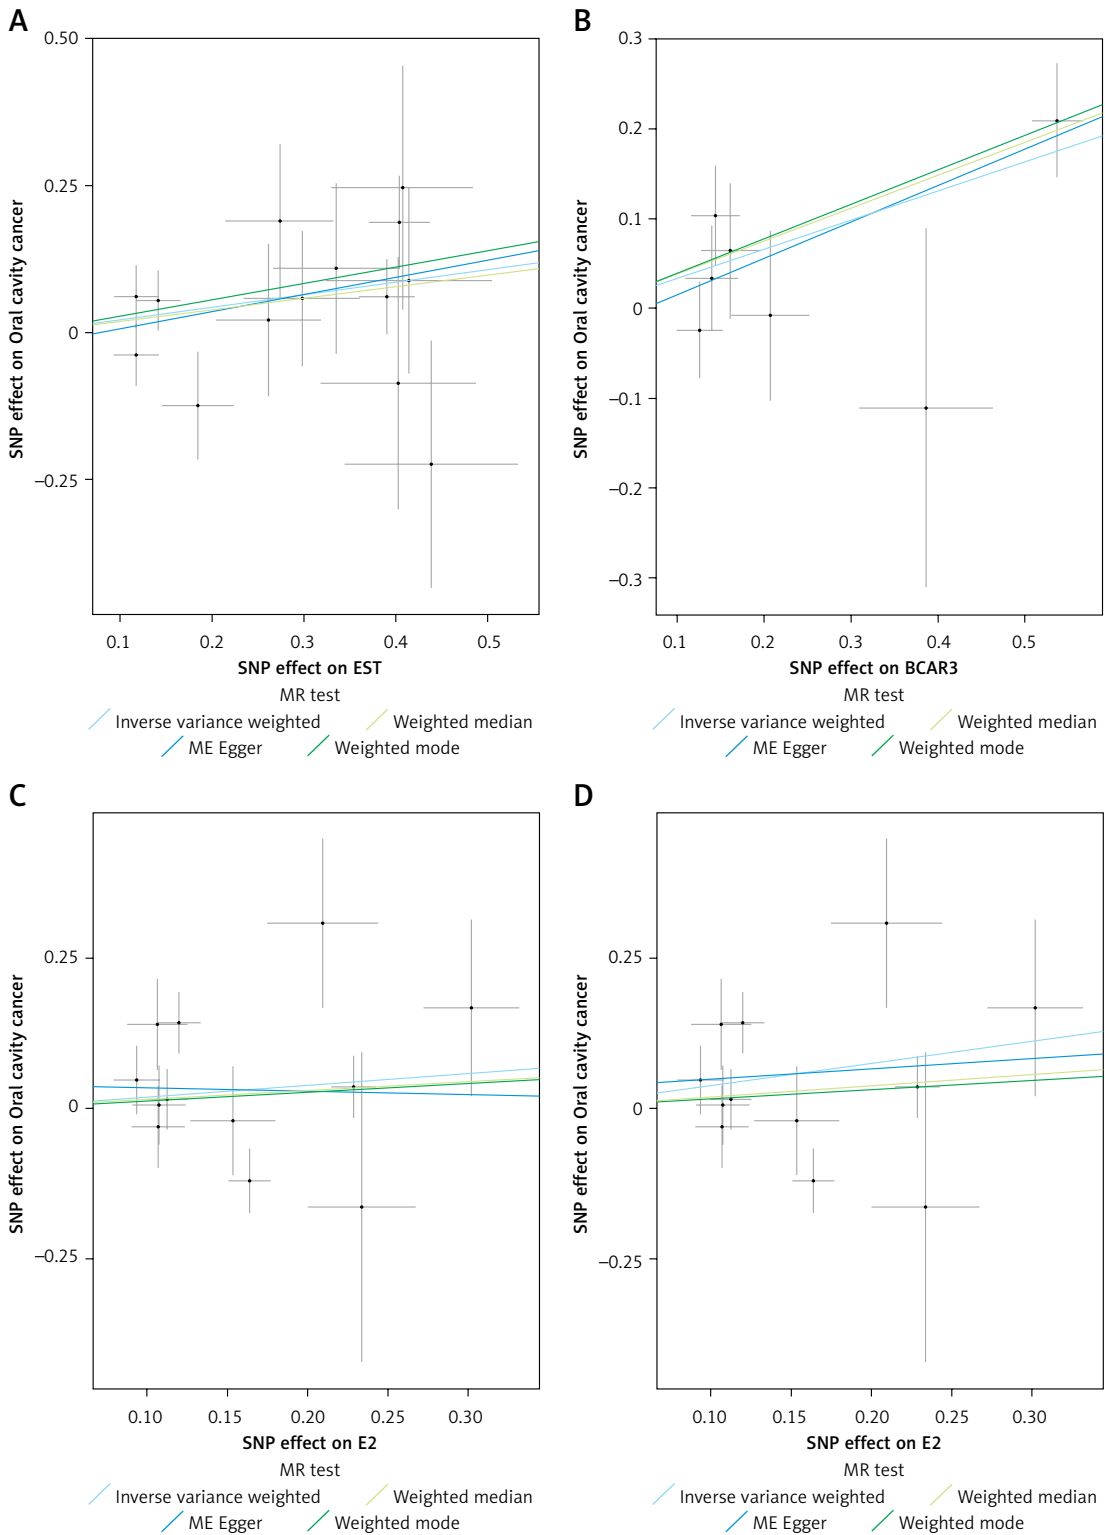 A
B
0.50
0.25
0
−0.25
SNP effect on Oral cavity cancer
0.1 0.2 0.3 0.4 0.5
SNP effect on EST
MR test
Inverse variance weighted Weighted median
ME Egger Weighted mode
0.3
0.2
0.1
0
−0.1
−0.2
−0.3
SNP effect on Oral cavity cancer
0.1 0.2 0.3 0.4 0.5
SNP effect on BCAR3
MR test
Inverse variance weighted Weighted median
ME Egger Weighted mode
C
D
0.25
0
−0.25
SNP effect on Oral cavity cancer
0.10 0.15 0.20 0.25 0.30
SNP effect on E2
MR test
Inverse variance weighted Weighted median
ME Egger Weighted mode
0.25
0
−0.25
SNP effect on Oral cavity cancer
0.10 0.15 0.20 0.25 0.30
SNP effect on E2
MR test
Inverse variance weighted Weighted median
ME Egger Weighted mode